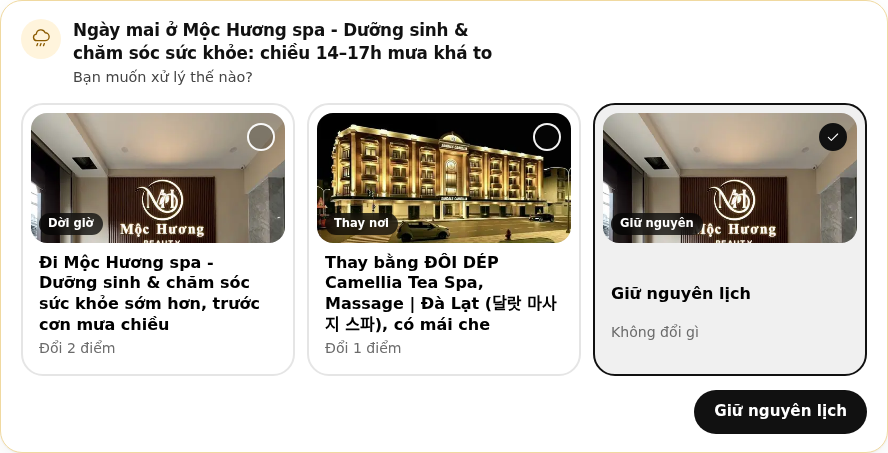 Ngày mai ở Mộc Hương spa - Dưỡng sinh &
chăm sóc sức khỏe: chiều 14–17h mưa khá to
Bạn muốn xử lý thế nào?
Mộc Hương
BEAUTY
Dời giờ
Đi Mộc Hương spa -
Dưỡng sinh & chăm sóc
sức khỏe sớm hơn, trước
cơn mưa chiều
Đổi 2 điểm
Thay nơi
Thay bằng ĐÔI DÉP
Camellia Tea Spa,
Massage | Đà Lạt (달랏 마사
지 스파), có mái che
Đổi 1 điểm
Mộc Hương
BEAUTY
Giữ nguyên
Giữ nguyên lịch
Không đổi gì
Giữ nguyên lịch